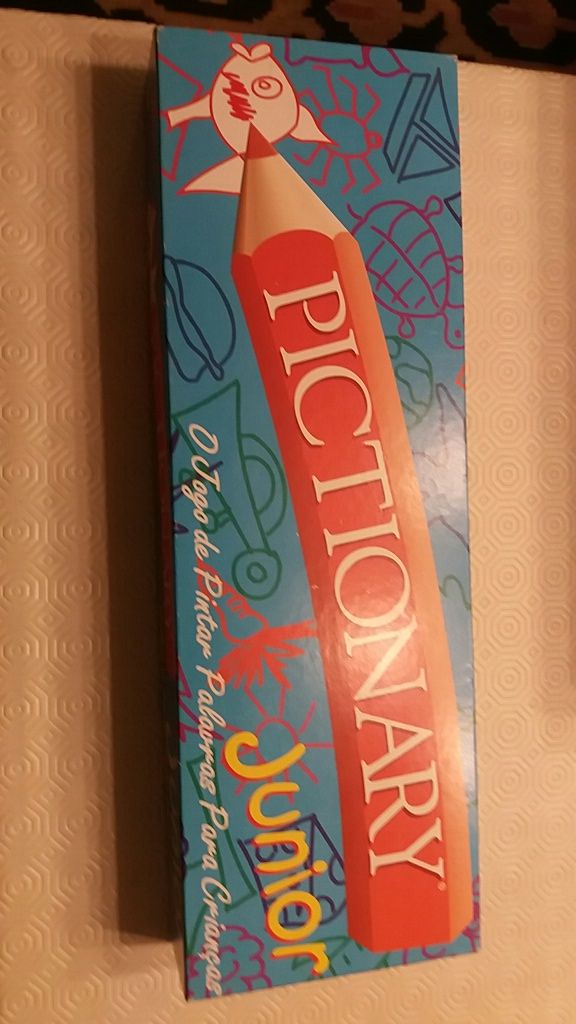 PICTIONARY
Junior
O Jogo de Pintar Palavras Para Crianças